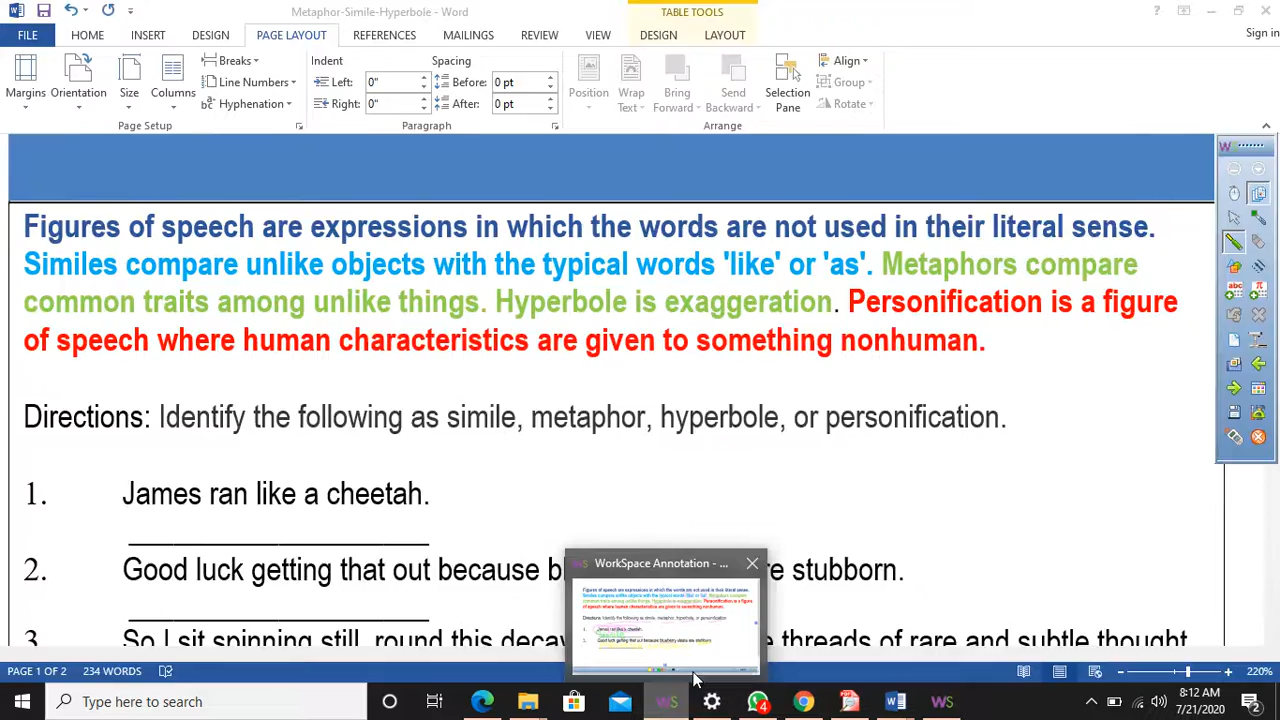 Metaphor-Simile-Hyperbole - Word
TABLE TOOLS
FILE HOME INSERT DESIGN PAGE LAYOUT REFERENCES MAILINGS REVIEW VIEW DESIGN LAYOUT Sign in
Margins Orientation Size Columns Breaks Line Numbers Hyphenation
Page Setup
Indent Spacing
Left: 0" Before: 0 pt
Right: 0" After: 0 pt
Paragraph
Position Wrap Text Bring Forward Send Backward Selection Pane Align Group Rotate
Arrange
Figures of speech are expressions in which the words are not used in their literal sense.
Similes compare unlike objects with the typical words 'like' or 'as'. Metaphors compare
common traits among unlike things. Hyperbole is exaggeration. Personification is a figure
of speech where human characteristics are given to something nonhuman.
Directions: Identify the following as simile, metaphor, hyperbole, or personification.
1. James ran like a cheetah.
WorkSpace Annotation - ...
2. Good luck getting that out because stubborn.
3. So I sit spinning still round this threads of rare and subtle thought
PAGE 1 OF 2 234 WORDS 220%
Type here to search
8:12 AM
7/21/2020